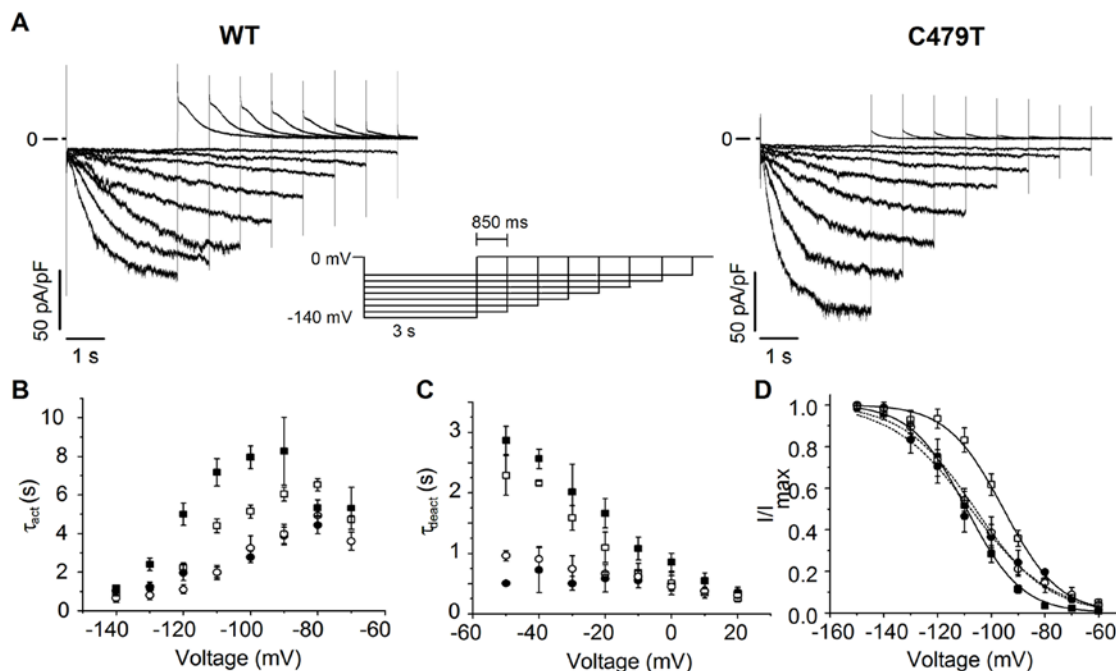 A
WT
C479T
0
0
850 ms
0 mV
-140 mV
3 s
50 pA/pF
1 s
50 pA/pF
1 s
B
τact (s)
10
8
6
4
2
0
-140 -120 -100 -80 -60
Voltage (mV)
C
τdeact (s)
3
2
1
0
-60 -40 -20 0 20
Voltage (mV)
D
I/Imax
1.0
0.8
0.6
0.4
0.2
0.0
-160 -140 -120 -100 -80 -60
Voltage (mV)